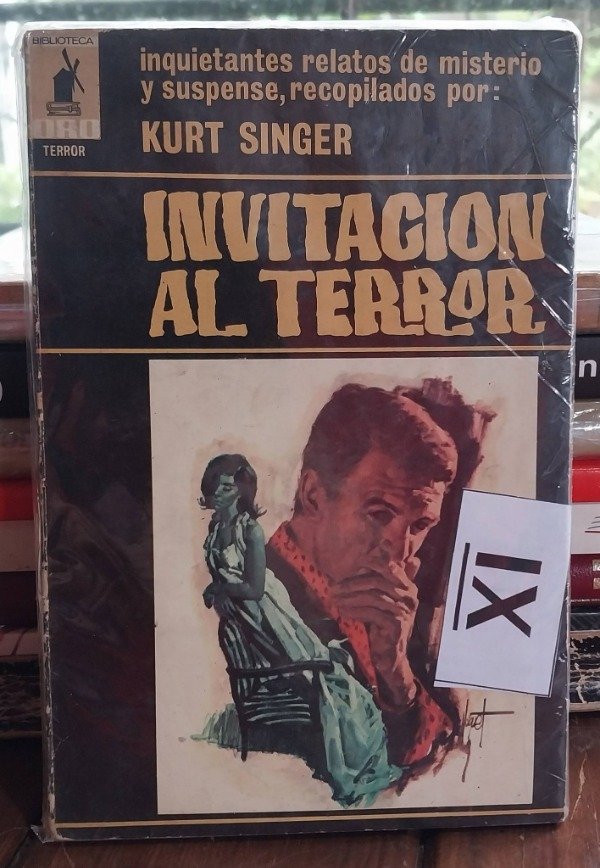 BIBLIOTECA
ORO
TERROR
inquietantes relatos de misterio
y suspense, recopilados por:
KURT SINGER
INVITACION
AL TERROR
IX
n